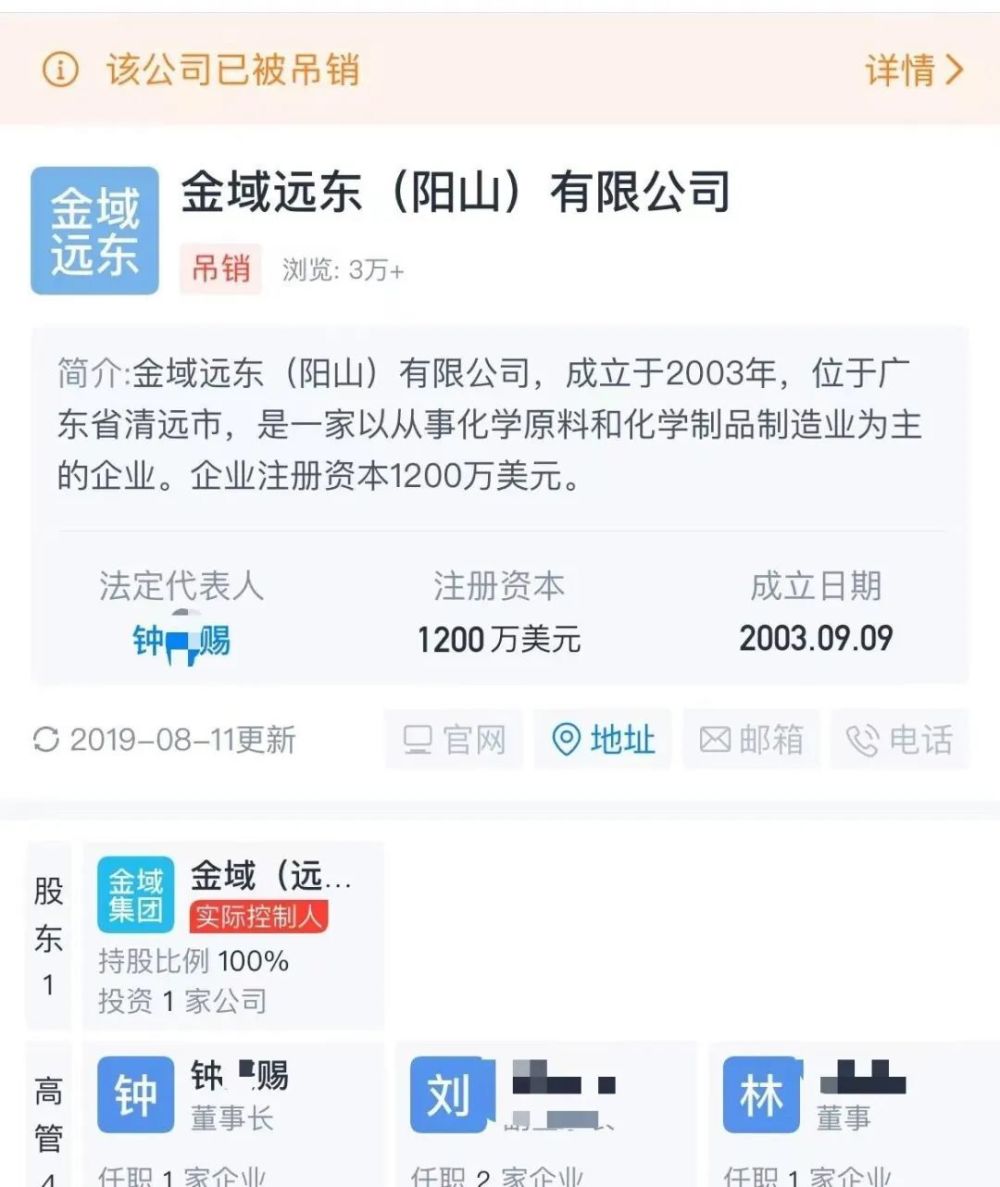 该公司已被吊销 详情
金域远东
金域远东（阳山）有限公司
吊销 浏览: 3万+
简介:金域远东（阳山）有限公司，成立于2003年，位于广
东省清远市，是一家以从事化学原料和化学制品制造业为主
的企业。企业注册资本1200万美元。
法定代表人 注册资本 成立日期
钟 赐 1200万美元 2003.09.09
2019-08-11更新 官网 地址 邮箱 电话
股东1
金域集团
金域（远...
实际控制人
持股比例 100%
投资 1 家公司
高管4
钟 钟 赐
董事长
任职 1 家企业
刘
任职 2 家企业
林
董事
任职 1 家企业